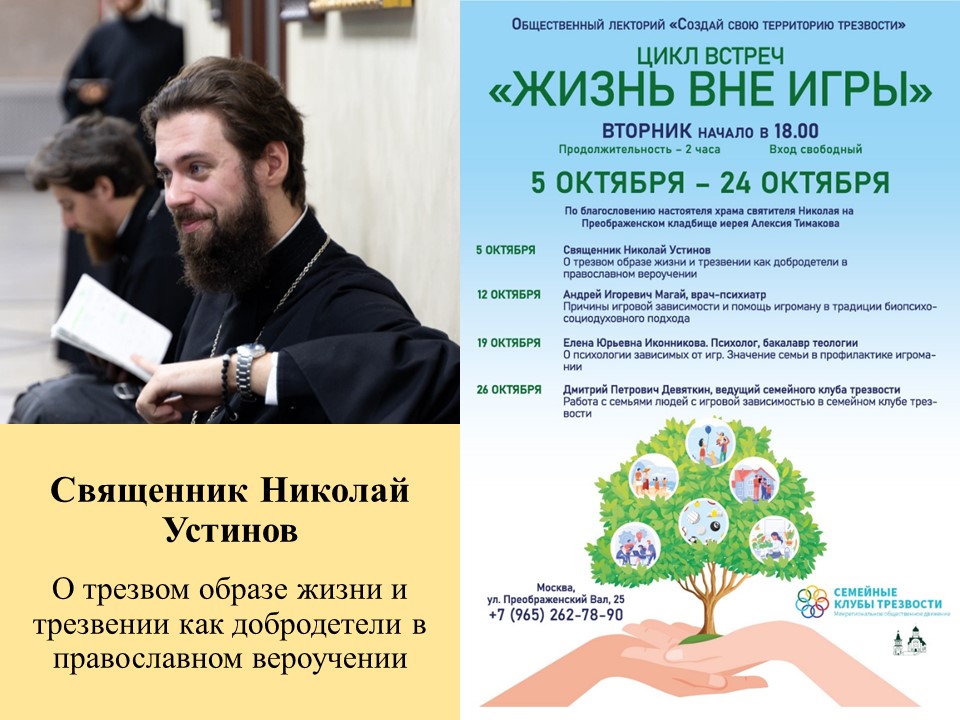 Священник Николай
Устинов
О трезвом образе жизни и
трезвении как добродетели в
православном вероучении
Общественный лекторий «Создай свою территорию трезвости»
ЦИКЛ ВСТРЕЧ
«ЖИЗНЬ ВНЕ ИГРЫ»
ВТОРНИК НАЧАЛО В 18.00
Продолжительность – 2 часа Вход свободный
5 ОКТЯБРЯ – 24 ОКТЯБРЯ
По благословению настоятеля храма святителя Николая на
Преображенском кладбище иерея Алексия Тимакова
5 ОКТЯБРЯ Священник Николай Устинов
О трезвом образе жизни и трезвении как добродетели в
православном вероучении
12 ОКТЯБРЯ Андрей Игоревич Магай, врач-психиатр
Причины игровой зависимости и помощь игроману в традиции биопсихо-
социодуховного подхода
19 ОКТЯБРЯ Елена Юрьевна Иконникова. Психолог, бакалавр теологии
О психологии зависимых от игр. Значение семьи в профилактике игрома-
нии
26 ОКТЯБРЯ Дмитрий Петрович Девяткин, ведущий семейного клуба трезвости
Работа с семьями людей с игровой зависимостью в семейном клубе трез-
вости
Москва,
ул. Преображенский Вал, 25
+7 (965) 262-78-90
СЕМЕЙНЫЕ
КЛУБЫ ТРЕЗВОСТИ
Межрегиональное общественное движение